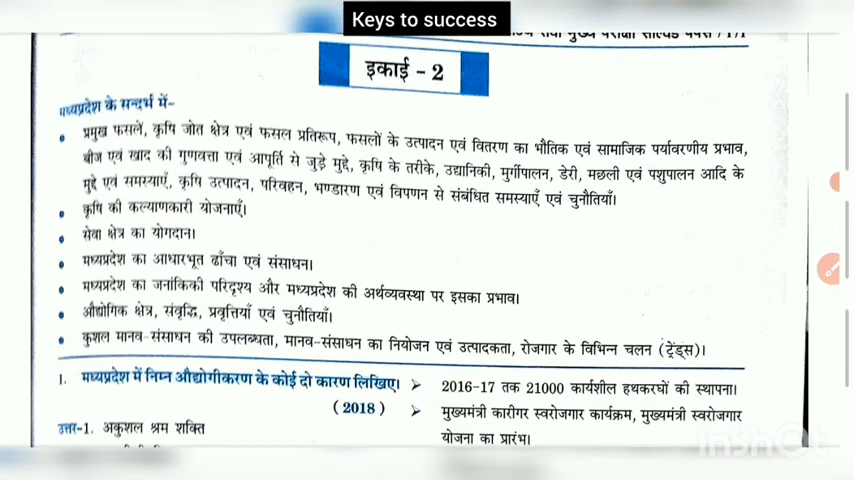 Keys to success
राज्य सेवा मुख्य परीक्षा सॉल्वड पेपर्स / 171
इकाई - 2
मध्यप्रदेश के सन्दर्भ में-
• प्रमुख फसलें, कृषि जोत क्षेत्र एवं फसल प्रतिरूप, फसलों के उत्पादन एवं वितरण का भौतिक एवं सामाजिक पर्यावरणीय प्रभाव,
बीज एवं खाद की गुणवत्ता एवं आपूर्ति से जुड़े मुद्दे, कृषि के तरीके, उद्यानिकी, मुर्गीपालन, डेरी, मछली एवं पशुपालन आदि के
मुद्दे एवं समस्याएँ, कृषि उत्पादन, परिवहन, भण्डारण एवं विपणन से संबंधित समस्याएँ एवं चुनौतियाँ।
• कृषि की कल्याणकारी योजनाएँ।
• सेवा क्षेत्र का योगदान।
• मध्यप्रदेश का आधारभूत ढाँचा एवं संसाधन।
• मध्यप्रदेश का जनांकिकी परिदृश्य और मध्यप्रदेश की अर्थव्यवस्था पर इसका प्रभाव।
• औद्योगिक क्षेत्र, संवृद्धि, प्रवृत्तियाँ एवं चुनौतियाँ।
• कुशल मानव-संसाधन की उपलब्धता, मानव-संसाधन का नियोजन एवं उत्पादकता, रोजगार के विभिन्न चलन (ट्रेंड्स)।
1. मध्यप्रदेश में निम्न औद्योगीकरण के कोई दो कारण लिखिए।
(2018)
उत्तर-1. अकुशल श्रम शक्ति
➢ 2016-17 तक 21000 कार्यशील हथकरघों की स्थापना।
➢ मुख्यमंत्री कारीगर स्वरोजगार कार्यक्रम, मुख्यमंत्री स्वरोजगार
योजना का प्रारंभ।
InShOt